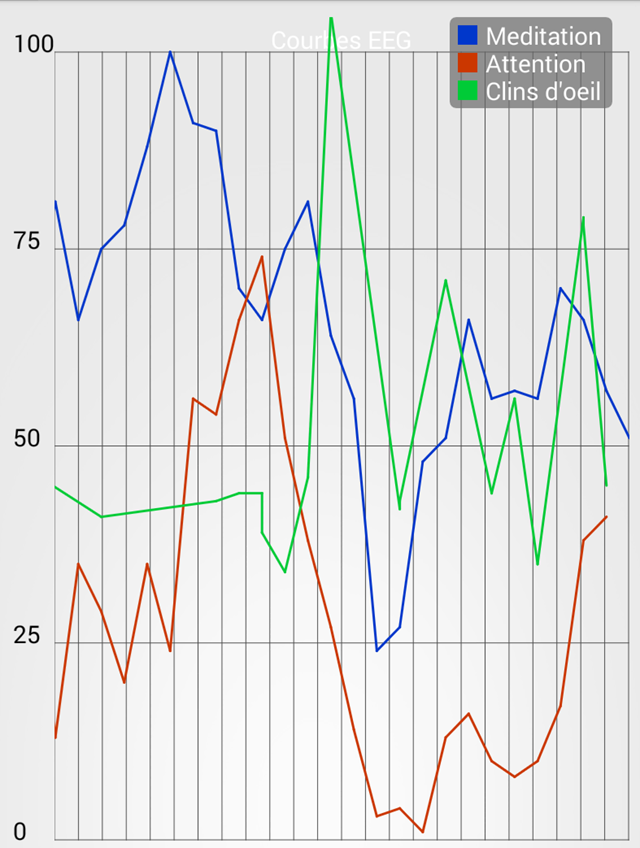 Courbes EEG
Meditation
Attention
Clins d'oeil
100
75
50
25
0